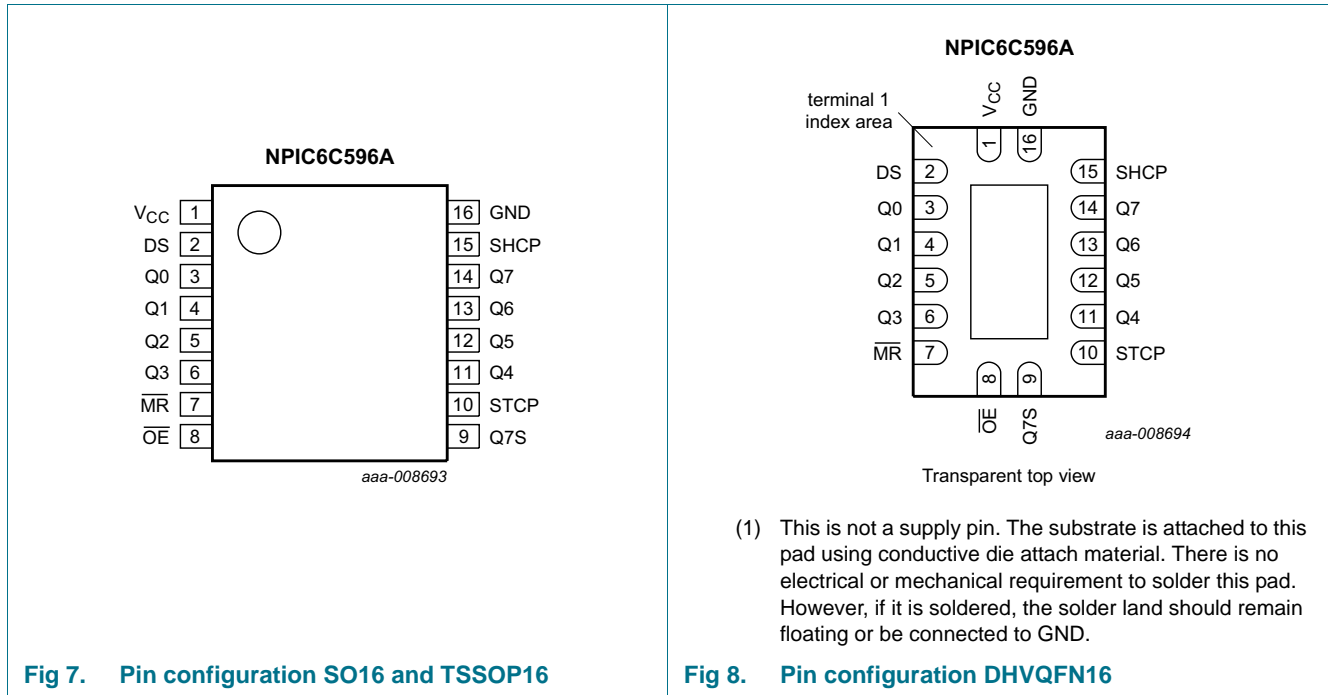 NPIC6C596A
VCC 1
DS 2
Q0 3
Q1 4
Q2 5
Q3 6
MR 7
OE 8
16 GND
15 SHCP
14 Q7
13 Q6
12 Q5
11 Q4
10 STCP
9 Q7S
aaa-008693
Fig 7. Pin configuration SO16 and TSSOP16
NPIC6C596A
terminal 1
index area
VCC
GND
1
16
DS 2
Q0 3
Q1 4
Q2 5
Q3 6
MR 7
15 SHCP
14 Q7
13 Q6
12 Q5
11 Q4
10 STCP
8
9
OE
Q7S
aaa-008694
Transparent top view
(1) This is not a supply pin. The substrate is attached to this
pad using conductive die attach material. There is no
electrical or mechanical requirement to solder this pad.
However, if it is soldered, the solder land should remain
floating or be connected to GND.
Fig 8. Pin configuration DHVQFN16